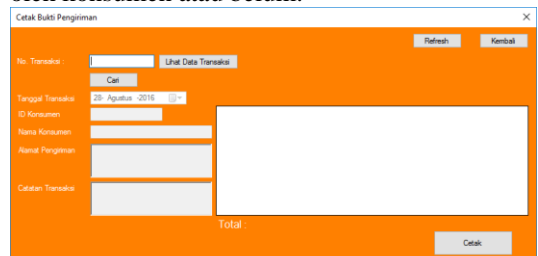 oleh konsumen atau belum.
Cetak Bukti Pengiriman
Refresh Kembali
No. Transaksi : Lihat Data Transaksi
Cari
Tanggal Transaksi 28- Agustus -2016
ID Konsumen
Nama Konsumen
Alamat Pengiriman
Catatan Transaksi
Total :
Cetak